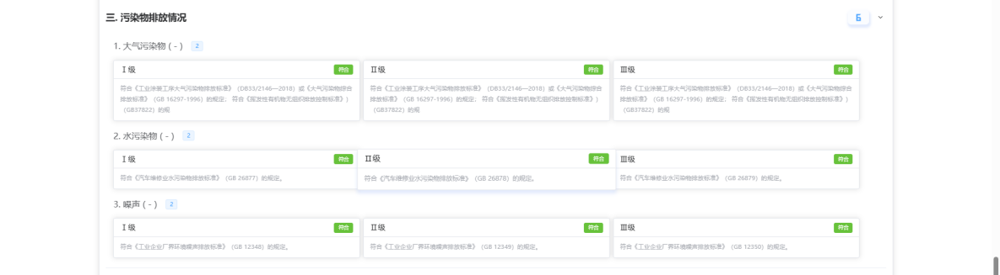 三. 污染物排放情况
6
1. 大气污染物 ( - ) 2
Ⅰ级 符合
符合《工业涂装工序大气污染物排放标准》（DB33/2146—2018）或《大气污染物综合
排放标准》（GB 16297-1996）的规定； 符合《挥发性有机物无组织排放控制标准》)
（GB37822）的规
Ⅱ级 符合
符合《工业涂装工序大气污染物排放标准》（DB33/2146—2018）或《大气污染物综合
排放标准》（GB 16297-1996）的规定； 符合《挥发性有机物无组织排放控制标准》)
（GB37822）的规
Ⅲ级 符合
符合《工业涂装工序大气污染物排放标准》（DB33/2146—2018）或《大气污染物综合
排放标准》（GB 16297-1996）的规定； 符合《挥发性有机物无组织排放控制标准》)
（GB37822）的规
2. 水污染物 ( - ) 2
Ⅰ级 符合
符合《汽车维修业水污染物排放标准》（GB 26877）的规定。
Ⅱ级 符合
符合《汽车维修业水污染物排放标准》（GB 26878）的规定。
Ⅲ级 符合
符合《汽车维修业水污染物排放标准》（GB 26879）的规定。
3. 噪声 ( - ) 2
Ⅰ级 符合
符合《工业企业厂界环境噪声排放标准》（GB 12348）的规定。
Ⅱ级 符合
符合《工业企业厂界环境噪声排放标准》（GB 12349）的规定。
Ⅲ级 符合
符合《工业企业厂界环境噪声排放标准》（GB 12350）的规定。